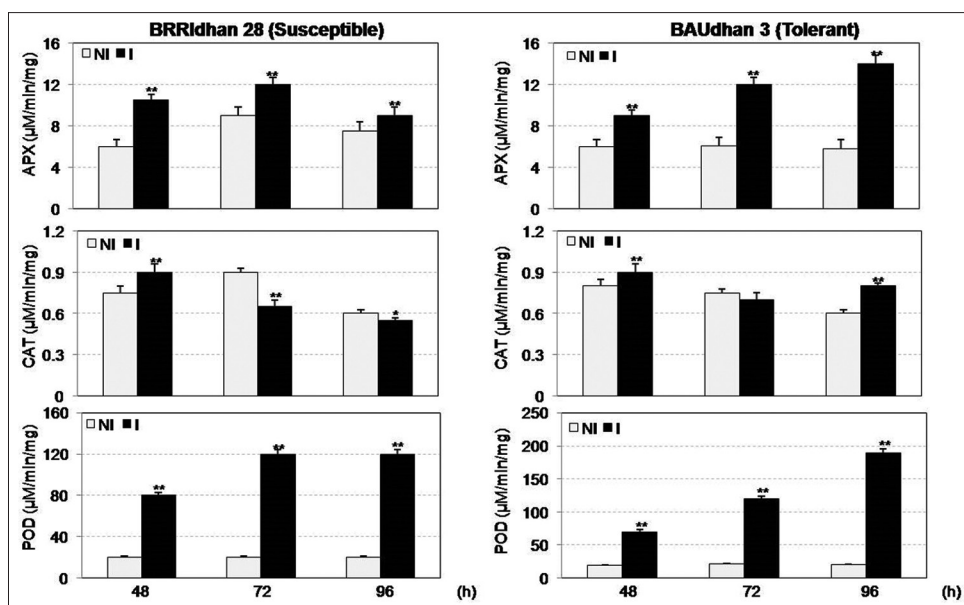 BRRIdhan 28 (Susceptible)
BAUdhan 3 (Tolerant)
APX (µM/min/mg)
16
12
8
4
0
NI I
** ** **
APX (µM/min/mg)
16
12
8
4
0
NI I
** ** **
CAT (µM/min/mg)
1.2
0.9
0.6
0.3
0
NI I
** ** *
CAT (µM/min/mg)
1.2
0.9
0.6
0.3
0
NI I
** **
POD (µM/min/mg)
160
120
80
40
0
NI I
** ** **
48 72 96 (h)
POD (µM/min/mg)
250
200
150
100
50
0
NI I
** ** **
48 72 96 (h)